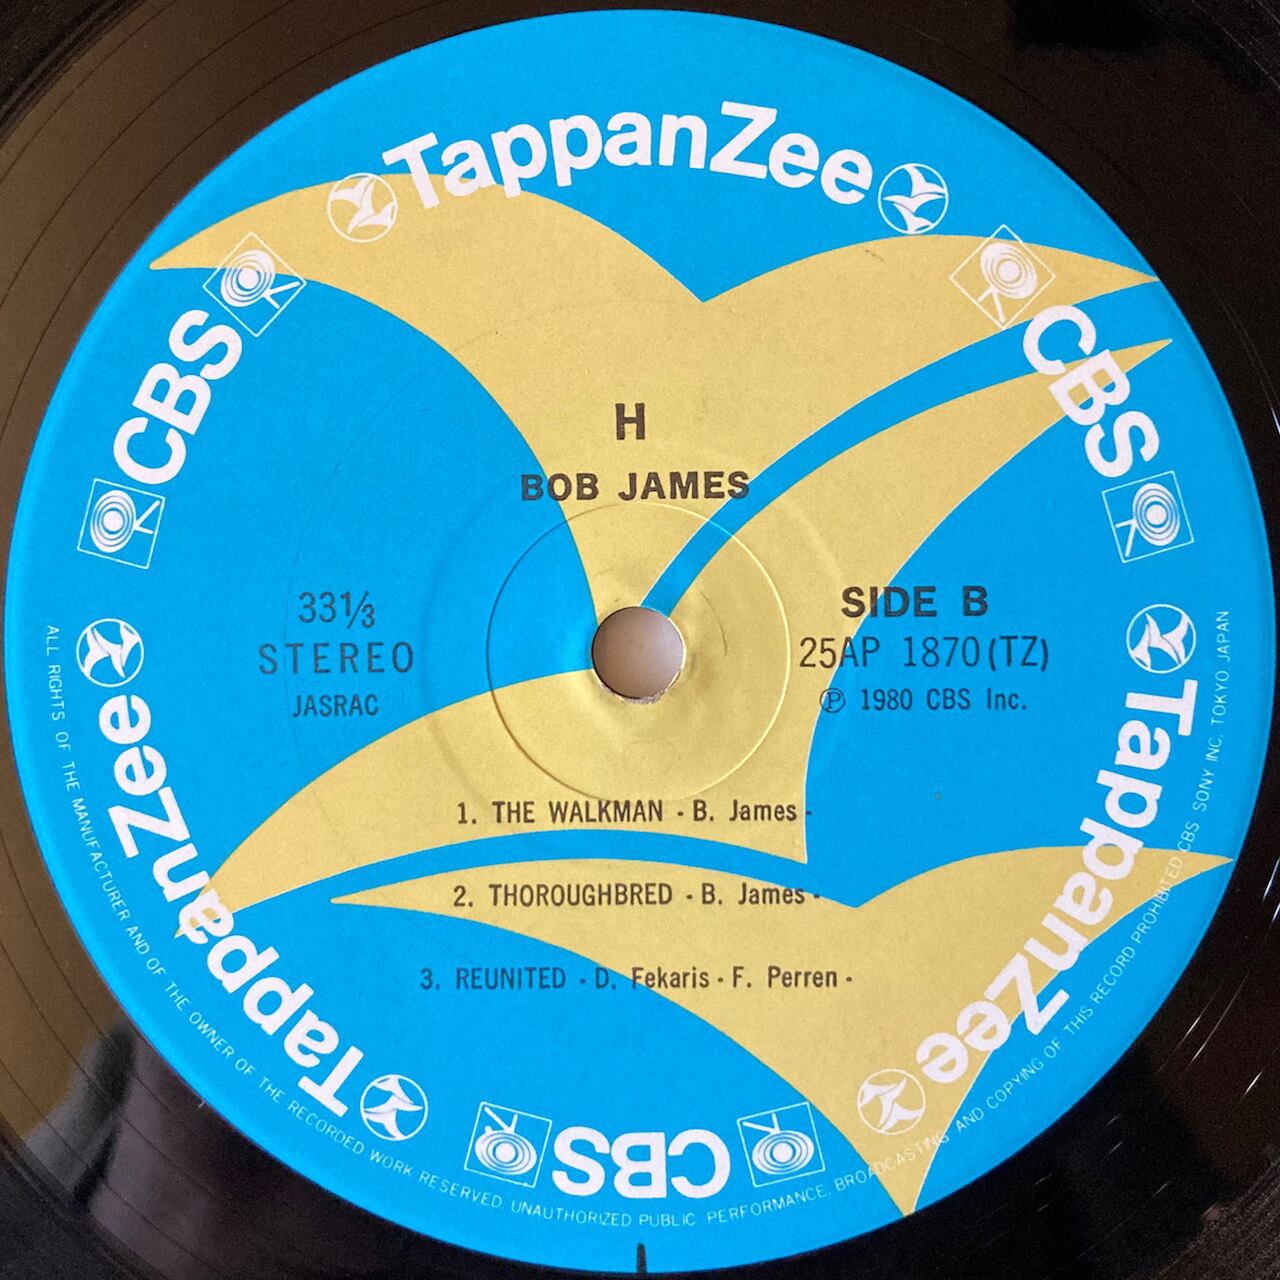 TappanZee
CBS
CBS
H
BOB JAMES
33⅓
STEREO
JASRAC
SIDE B
25AP 1870(TZ)
Ⓟ 1980 CBS Inc.
1. THE WALKMAN - B. James -
2. THOROUGHBRED - B. James -
3. REUNITED - D. Fekaris - F. Perren -
TappanZee
TappanZee
CBS
ALL RIGHTS OF THE MANUFACTURER AND OF THE OWNER OF THE RECORDED WORK RESERVED. UNAUTHORIZED PUBLIC PERFORMANCE. BROADCASTING AND COPYING OF THIS RECORD PROHIBITED CBS SONY INC. TOKYO JAPAN